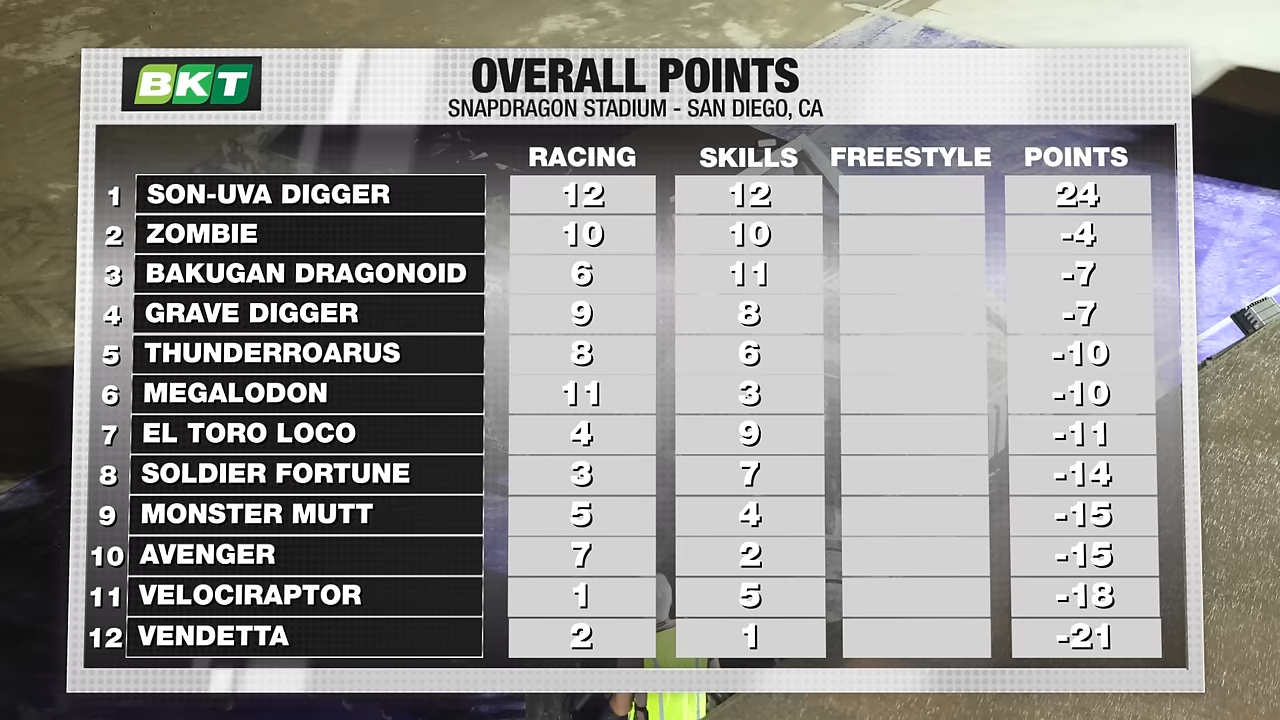 BKT
OVERALL POINTS
SNAPDRAGON STADIUM - SAN DIEGO, CA
RACING SKILLS FREESTYLE POINTS
1 SON-UVA DIGGER 12 12 24
2 ZOMBIE 10 10 -4
3 BAKUGAN DRAGONOID 6 11 -7
4 GRAVE DIGGER 9 8 -7
5 THUNDERROARUS 8 6 -10
6 MEGALODON 11 3 -10
7 EL TORO LOCO 4 9 -11
8 SOLDIER FORTUNE 3 7 -14
9 MONSTER MUTT 5 4 -15
10 AVENGER 7 2 -15
11 VELOCIRAPTOR 1 5 -18
12 VENDETTA 2 1 -21